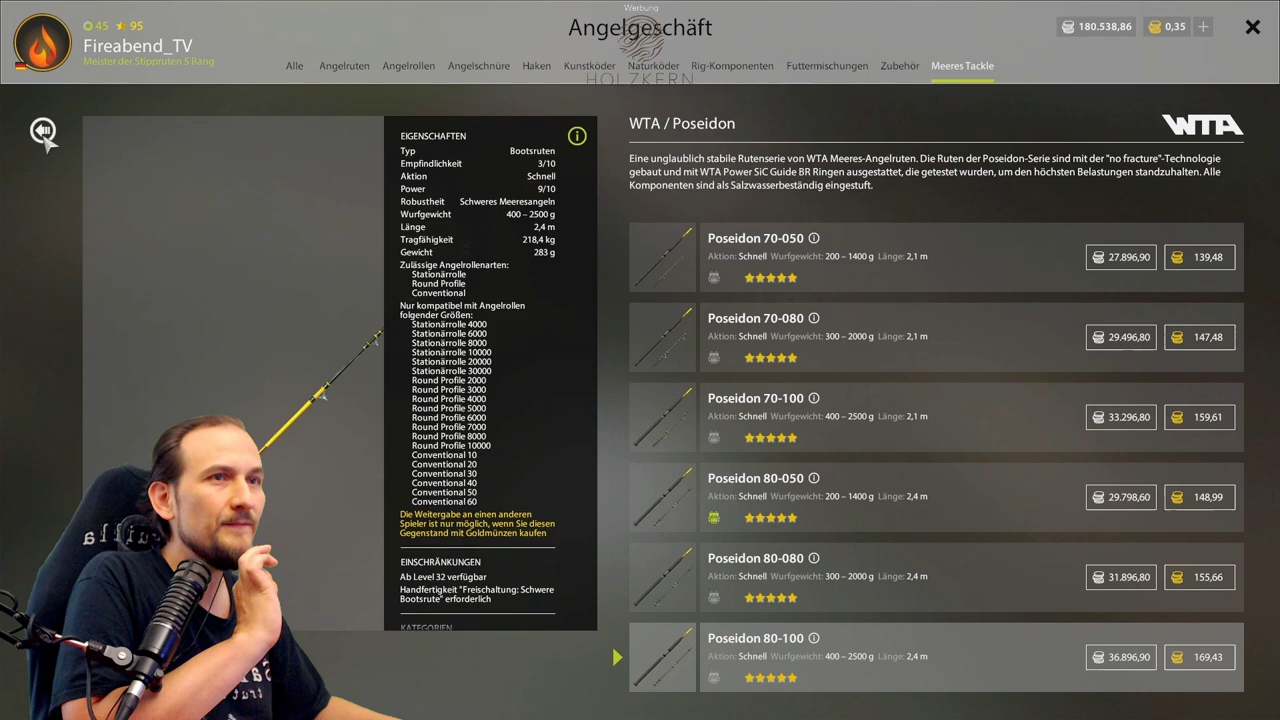 Werbung
Angelgeschäft
HOLZKERN
45 95
Fireabend_TV
Meister der Stippruten 5 Rang
180.538,86 0,35 +
Alle Angelruten Angelrollen Angelschnüre Haken Kunstköder Naturköder Rig-Komponenten Futtermischungen Zubehör Meeres Tackle
EIGENSCHAFTEN
Typ Bootsruten
Empfindlichkeit 3/10
Aktion Schnell
Power 9/10
Robustheit Schweres Meeresangeln
Wurfgewicht 400 – 2500 g
Länge 2,4 m
Tragfähigkeit 218,4 kg
Gewicht 283 g
Zulässige Angelrollenarten:
Stationärrolle
Round Profile
Conventional
Nur kompatibel mit Angelrollen
folgender Größen:
Stationärrolle 4000
Stationärrolle 6000
Stationärrolle 8000
Stationärrolle 10000
Stationärrolle 20000
Stationärrolle 30000
Round Profile 2000
Round Profile 3000
Round Profile 4000
Round Profile 5000
Round Profile 6000
Round Profile 7000
Round Profile 8000
Round Profile 10000
Conventional 10
Conventional 20
Conventional 30
Conventional 40
Conventional 50
Conventional 60
Die Weitergabe an einen anderen
Spieler ist nur möglich, wenn Sie diesen
Gegenstand mit Goldmünzen kaufen
EINSCHRÄNKUNGEN
Ab Level 32 verfügbar
Handfertigkeit "Freischaltung: Schwere
Bootsrute" erforderlich
KATEGORIEN
WTA / Poseidon
WTA
Eine unglaublich stabile Rutenserie von WTA Meeres-Angelruten. Die Ruten der Poseidon-Serie sind mit der "no fracture"-Technologie
gebaut und mit WTA Power SiC Guide BR Ringen ausgestattet, die getestet wurden, um den höchsten Belastungen standzuhalten. Alle
Komponenten sind als Salzwasserbeständig eingestuft.
Poseidon 70-050
Aktion: Schnell Wurfgewicht: 200 – 1400 g Länge: 2,1 m
27.896,90 139,48
Poseidon 70-080
Aktion: Schnell Wurfgewicht: 300 – 2000 g Länge: 2,1 m
29.496,80 147,48
Poseidon 70-100
Aktion: Schnell Wurfgewicht: 400 – 2500 g Länge: 2,1 m
33.296,80 159,61
Poseidon 80-050
Aktion: Schnell Wurfgewicht: 200 – 1400 g Länge: 2,4 m
29.798,60 148,99
Poseidon 80-080
Aktion: Schnell Wurfgewicht: 300 – 2000 g Länge: 2,4 m
31.896,80 155,66
Poseidon 80-100
Aktion: Schnell Wurfgewicht: 400 – 2500 g Länge: 2,4 m
36.896,90 169,43